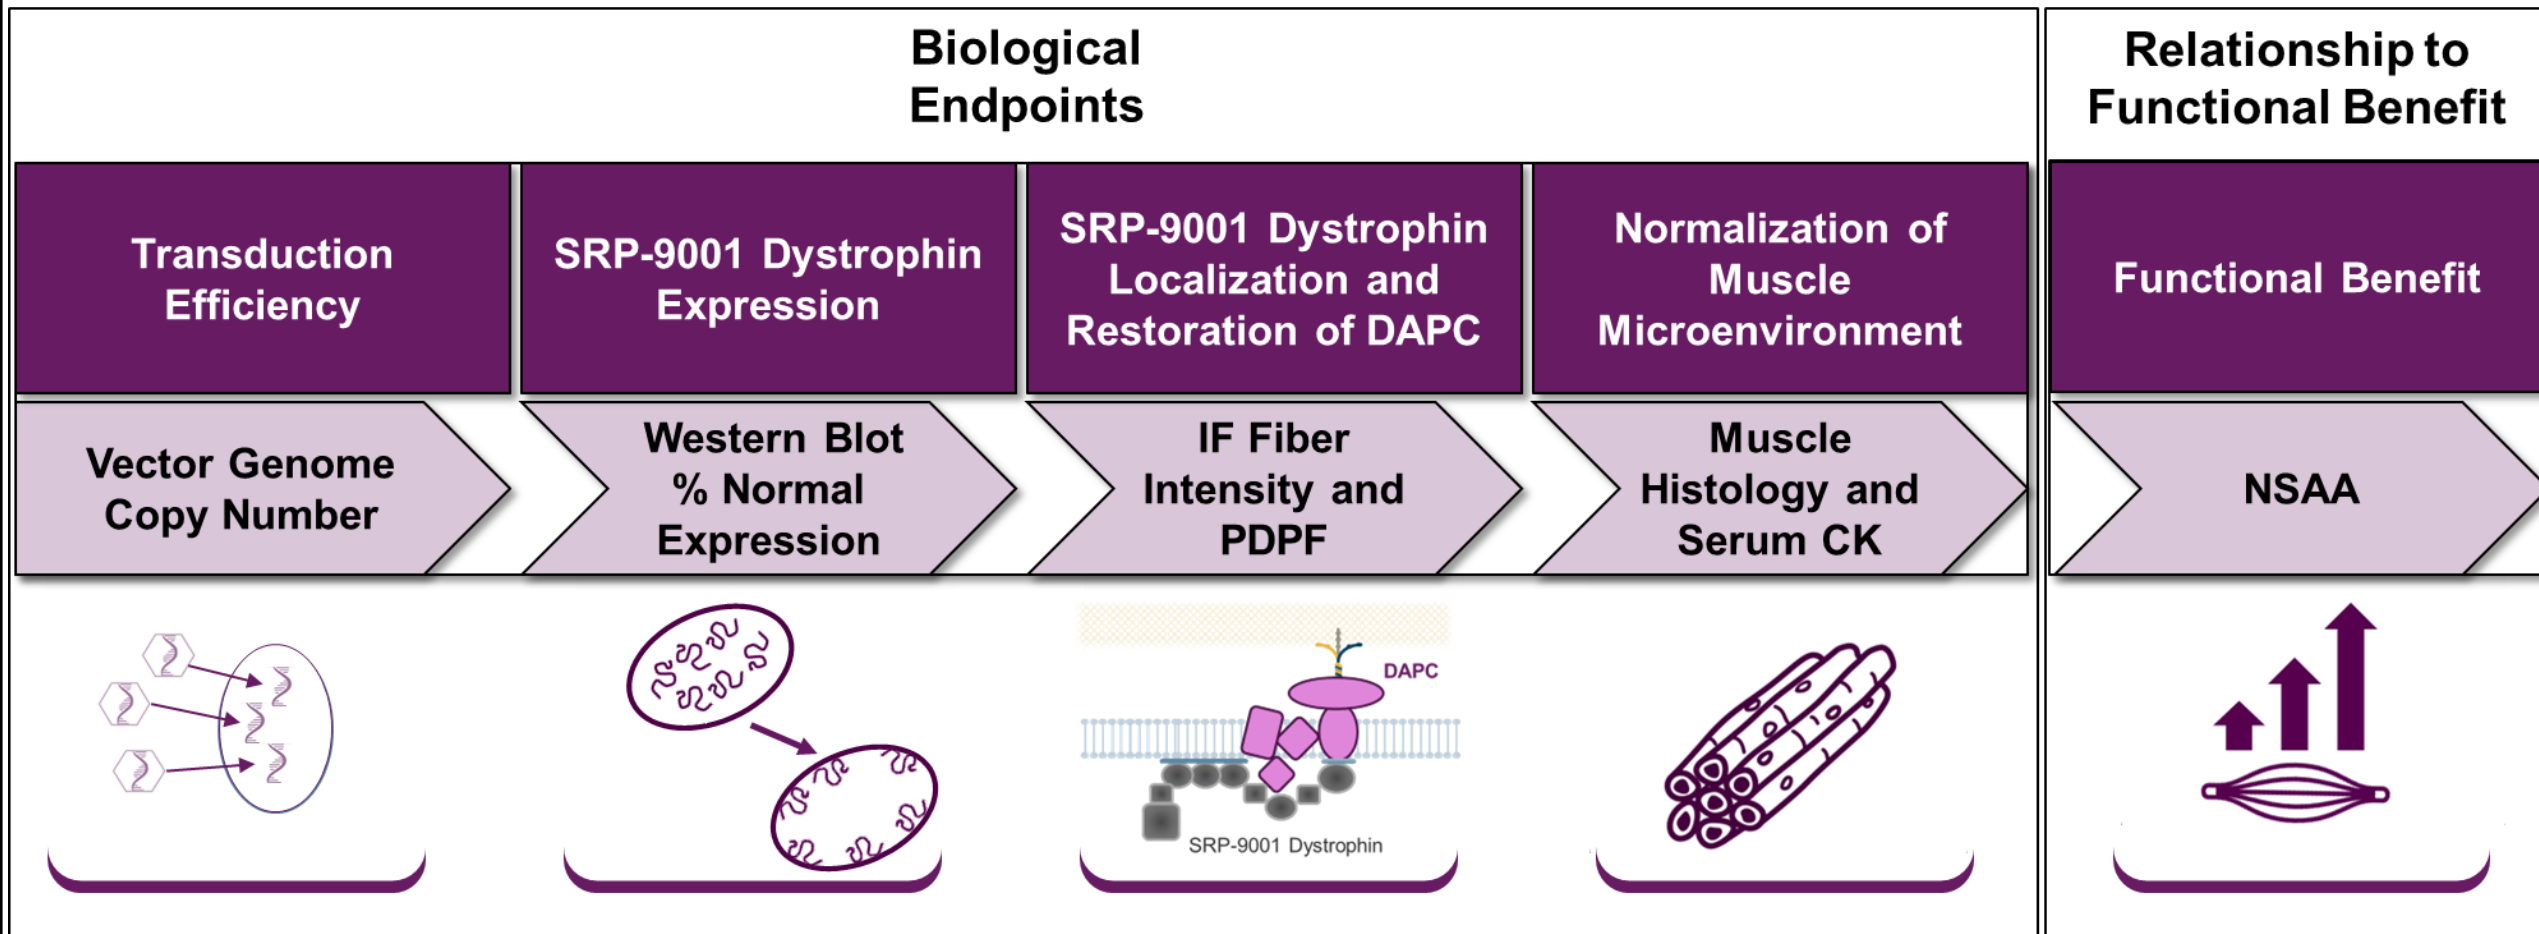 Biological
Endpoints
Relationship to
Functional Benefit
Transduction
Efficiency
SRP-9001 Dystrophin
Expression
SRP-9001 Dystrophin
Localization and
Restoration of DAPC
Normalization of
Muscle
Microenvironment
Functional Benefit
Vector Genome
Copy Number
Western Blot
% Normal
Expression
IF Fiber
Intensity and
PDPF
Muscle
Histology and
Serum CK
NSAA
DAPC
SRP-9001 Dystrophin